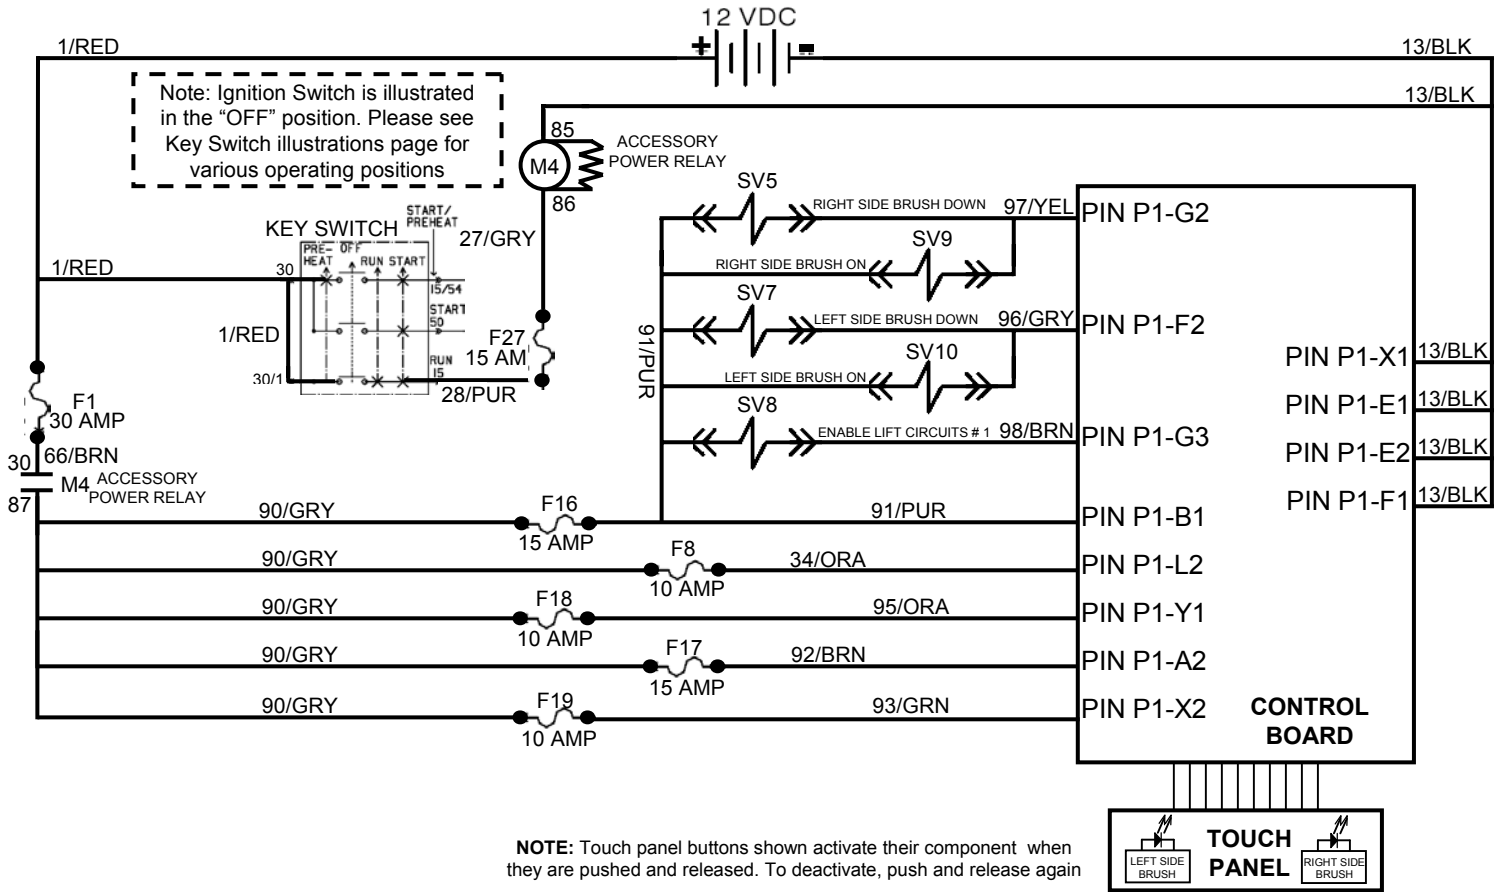 12 VDC
1/RED
+
-
13/BLK
Note: Ignition Switch is illustrated
in the “OFF” position. Please see
Key Switch illustrations page for
various operating positions
13/BLK
85
M4
ACCESSORY
POWER RELAY
86
KEY SWITCH
START/
PREHEAT
27/GRY
PRE-
HEAT
OFF
RUN
START
1/RED
30
15/54
START
50
1/RED
RUN
15
30/1
28/PUR
F27
15 AM
SV5
RIGHT SIDE BRUSH DOWN
97/YEL
PIN P1-G2
SV9
RIGHT SIDE BRUSH ON
SV7
LEFT SIDE BRUSH DOWN
96/GRY
PIN P1-F2
91/PUR
SV10
LEFT SIDE BRUSH ON
SV8
ENABLE LIFT CIRCUITS # 1
98/BRN
PIN P1-G3
PIN P1-X1
13/BLK
PIN P1-E1
13/BLK
PIN P1-E2
13/BLK
PIN P1-F1
13/BLK
F1
30 AMP
66/BRN
30
M4
ACCESSORY
POWER RELAY
87
90/GRY
F16
15 AMP
91/PUR
PIN P1-B1
90/GRY
F8
10 AMP
34/ORA
PIN P1-L2
90/GRY
F18
10 AMP
95/ORA
PIN P1-Y1
90/GRY
F17
15 AMP
92/BRN
PIN P1-A2
90/GRY
F19
10 AMP
93/GRN
PIN P1-X2
CONTROL
BOARD
NOTE: Touch panel buttons shown activate their component when
they are pushed and released. To deactivate, push and release again
LEFT SIDE
BRUSH
TOUCH
PANEL
RIGHT SIDE
BRUSH